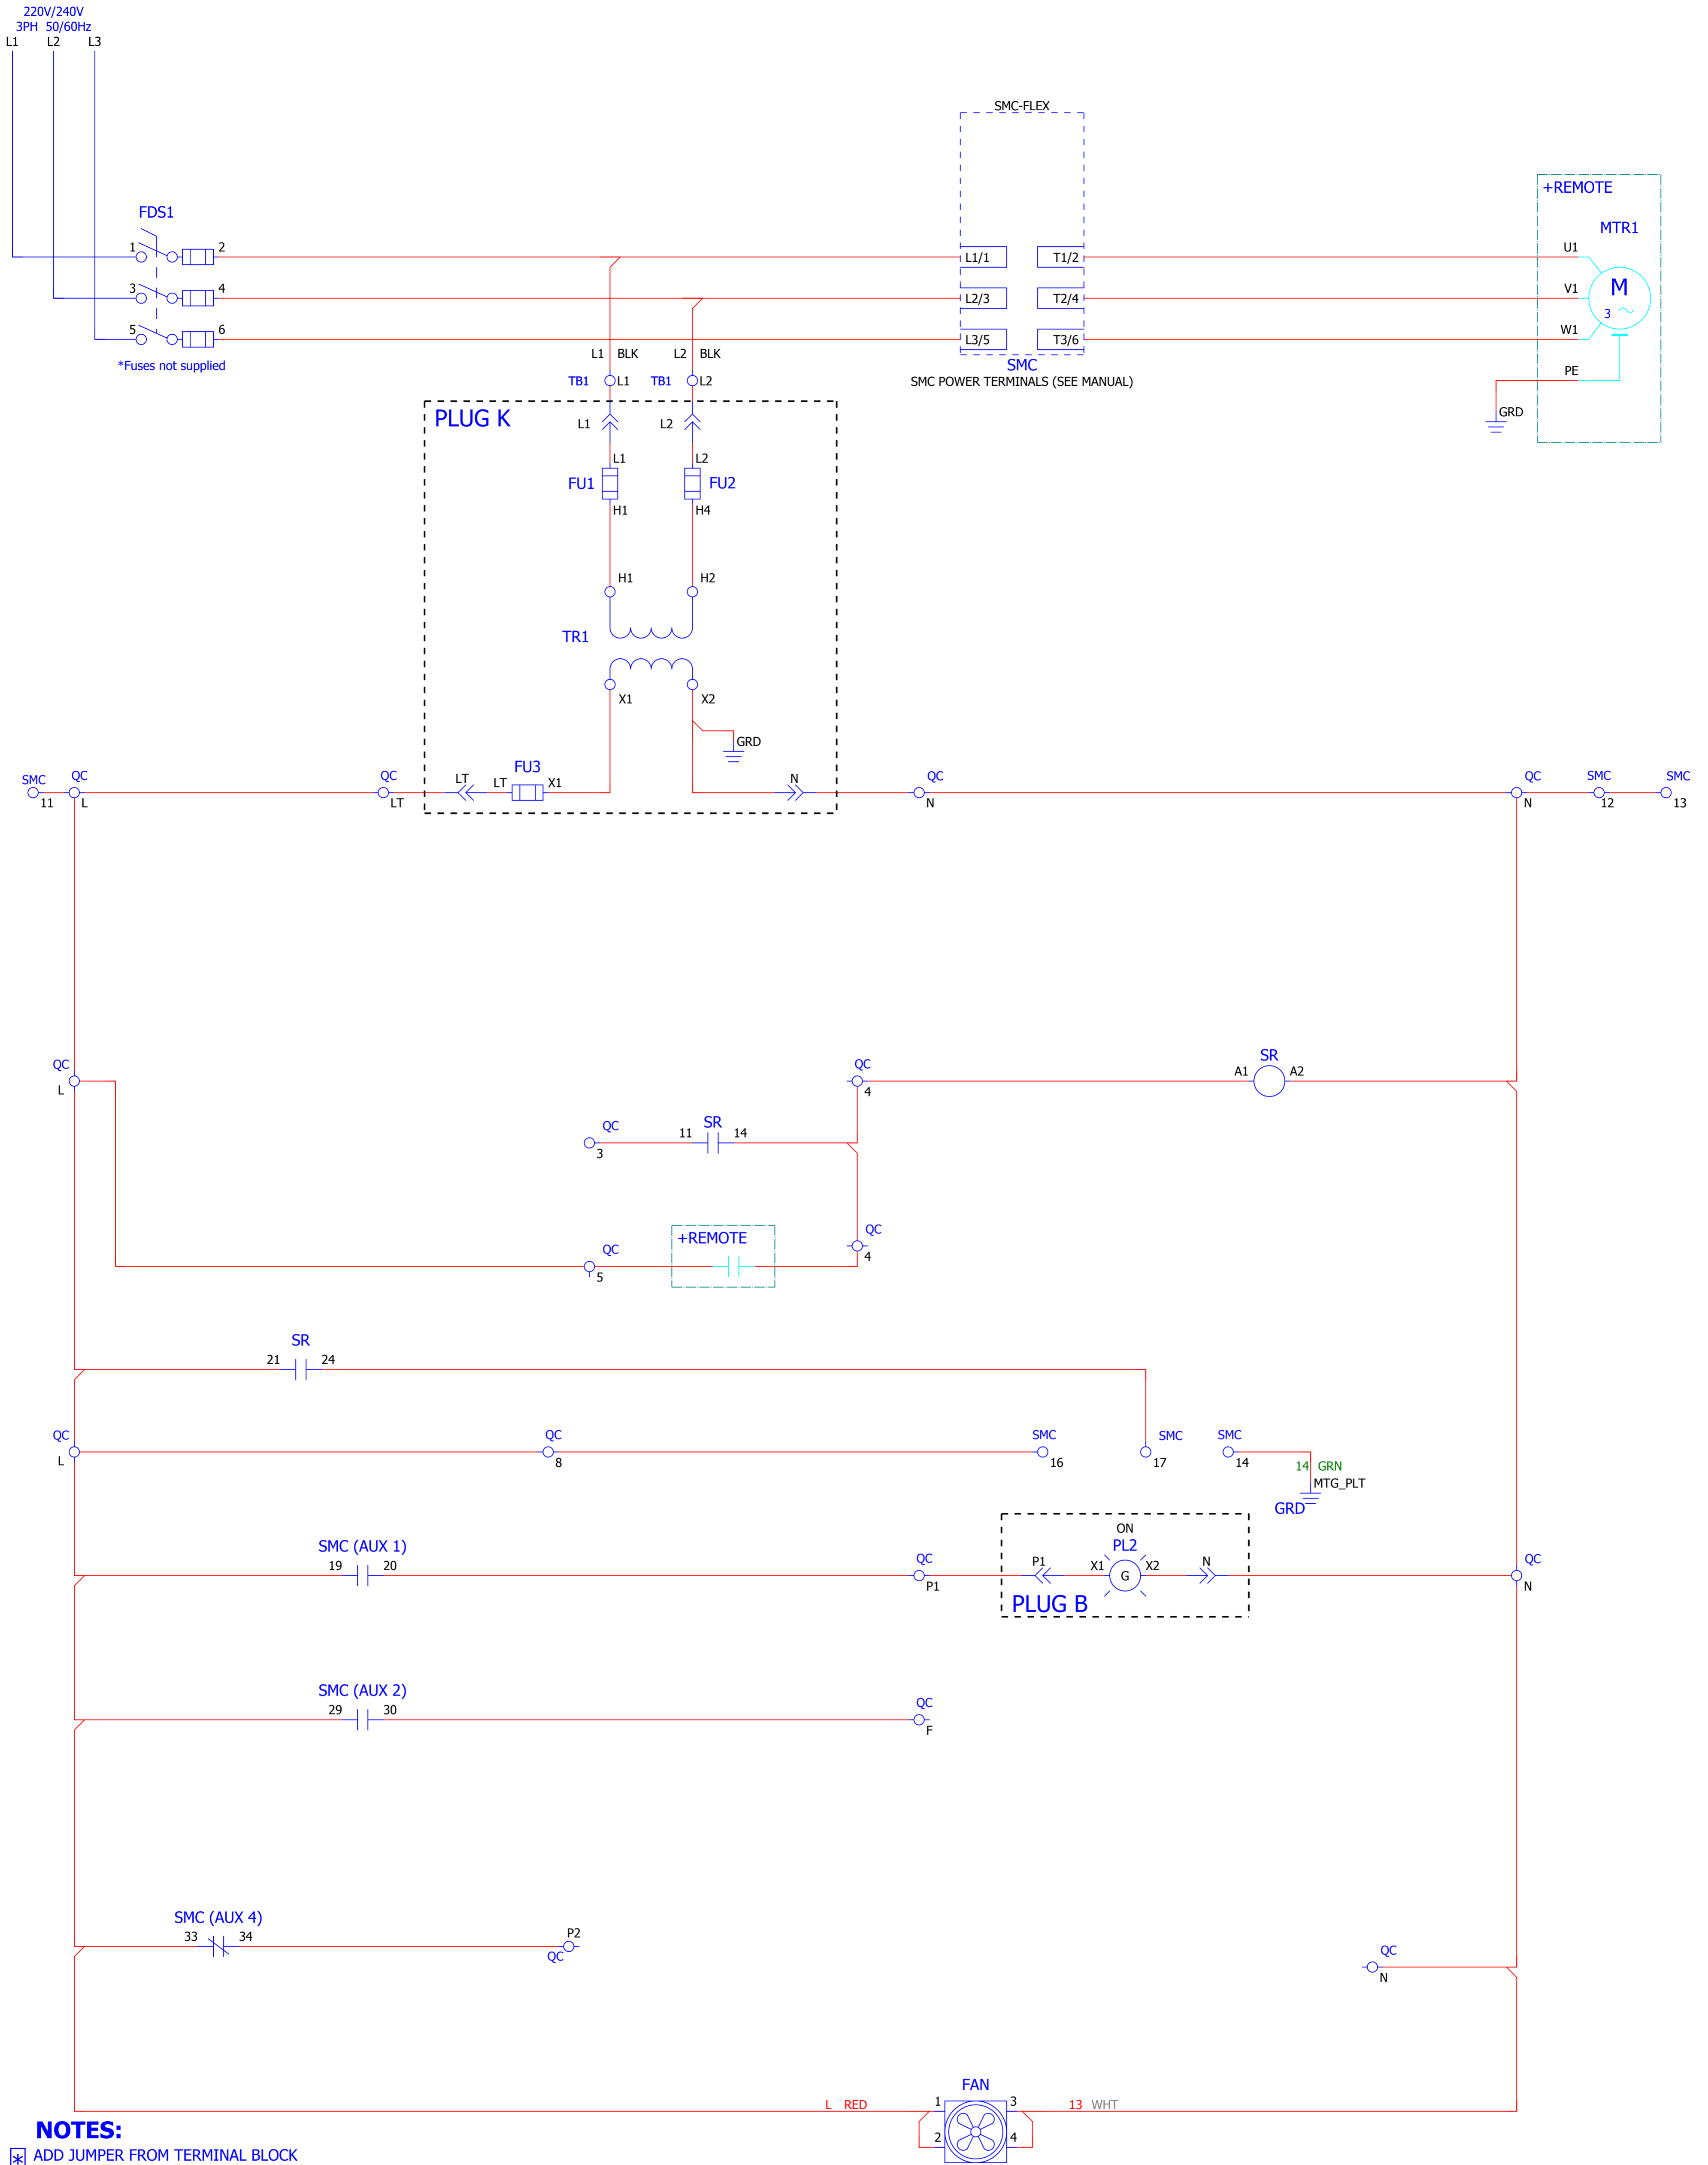 220V/240V
3PH 50/60Hz
L1 L2 L3
SMC-FLEX
+REMOTE
FDS1
MTR1
1 2
L1/1 T1/2
U1
M
3 4
L2/3 T2/4
V1
3
5 6
L3/5 T3/6
W1
*Fuses not supplied
L1 BLK L2 BLK
SMC
SMC POWER TERMINALS (SEE MANUAL)
PE
TB1 L1 TB1 L2
GRD
PLUG K
L1 L2
L1 L2
FU1 FU2
H1 H4
H1 H2
TR1
X1 X2
GRD
FU3
SMC QC QC LT LT X1 N QC QC SMC SMC
11 L LT N N 12 13
QC QC SR
L 4 A1 A2
QC SR
3 11 14
QC
4
QC +REMOTE
5
SR
21 24
QC QC SMC SMC SMC
L 8 16 17 14
14 GRN
MTG_PLT
GRD
SMC (AUX 1)
19 20
QC
P1
ON
PL2
P1 X1 G X2 N
PLUG B
QC
N
SMC (AUX 2)
29 30
QC
F
SMC (AUX 4)
33 34
P2
QC
QC
N
FAN
L RED 1 3 13 WHT
2 4
NOTES:
* ADD JUMPER FROM TERMINAL BLOCK